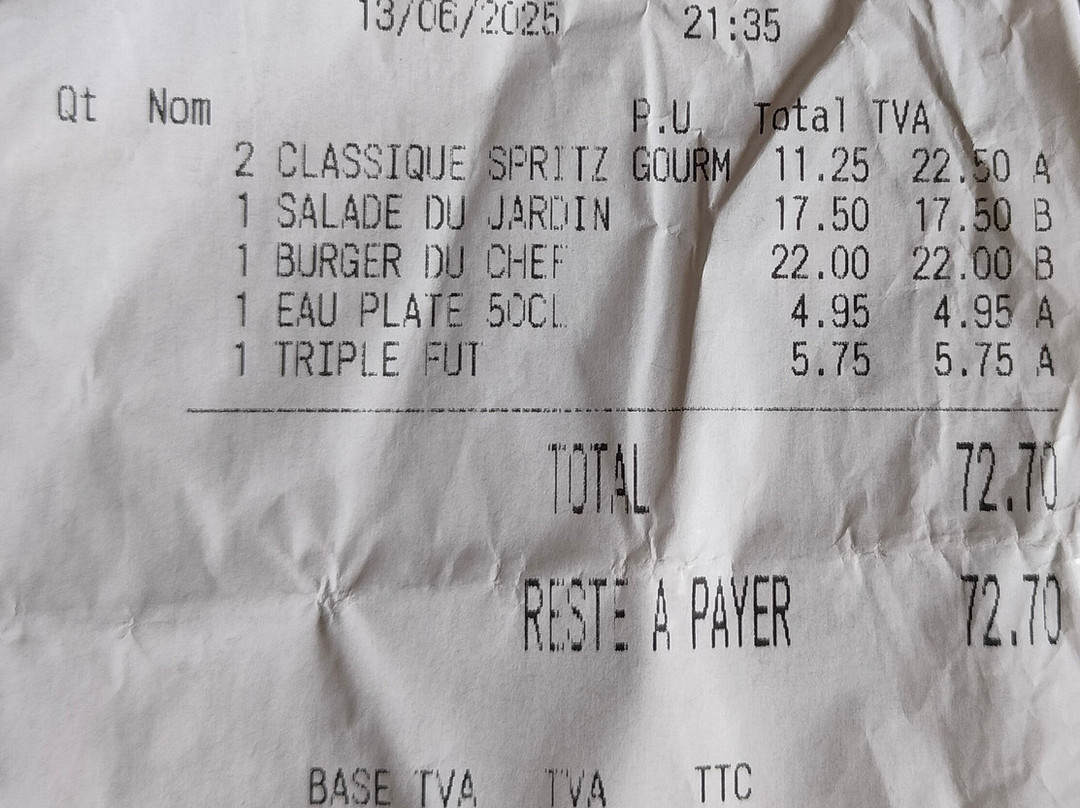 13/06/2025 21:35
Qt Nom P.U. Total TVA
2 CLASSIQUE SPRITZ GOURM 11.25 22.50 A
1 SALADE DU JARDIN 17.50 17.50 B
1 BURGER DU CHEF 22.00 22.00 B
1 EAU PLATE 50CL 4.95 4.95 A
1 TRIPLE FUT 5.75 5.75 A
TOTAL 72.70
RESTE A PAYER 72.70
BASE TVA TVA TTC